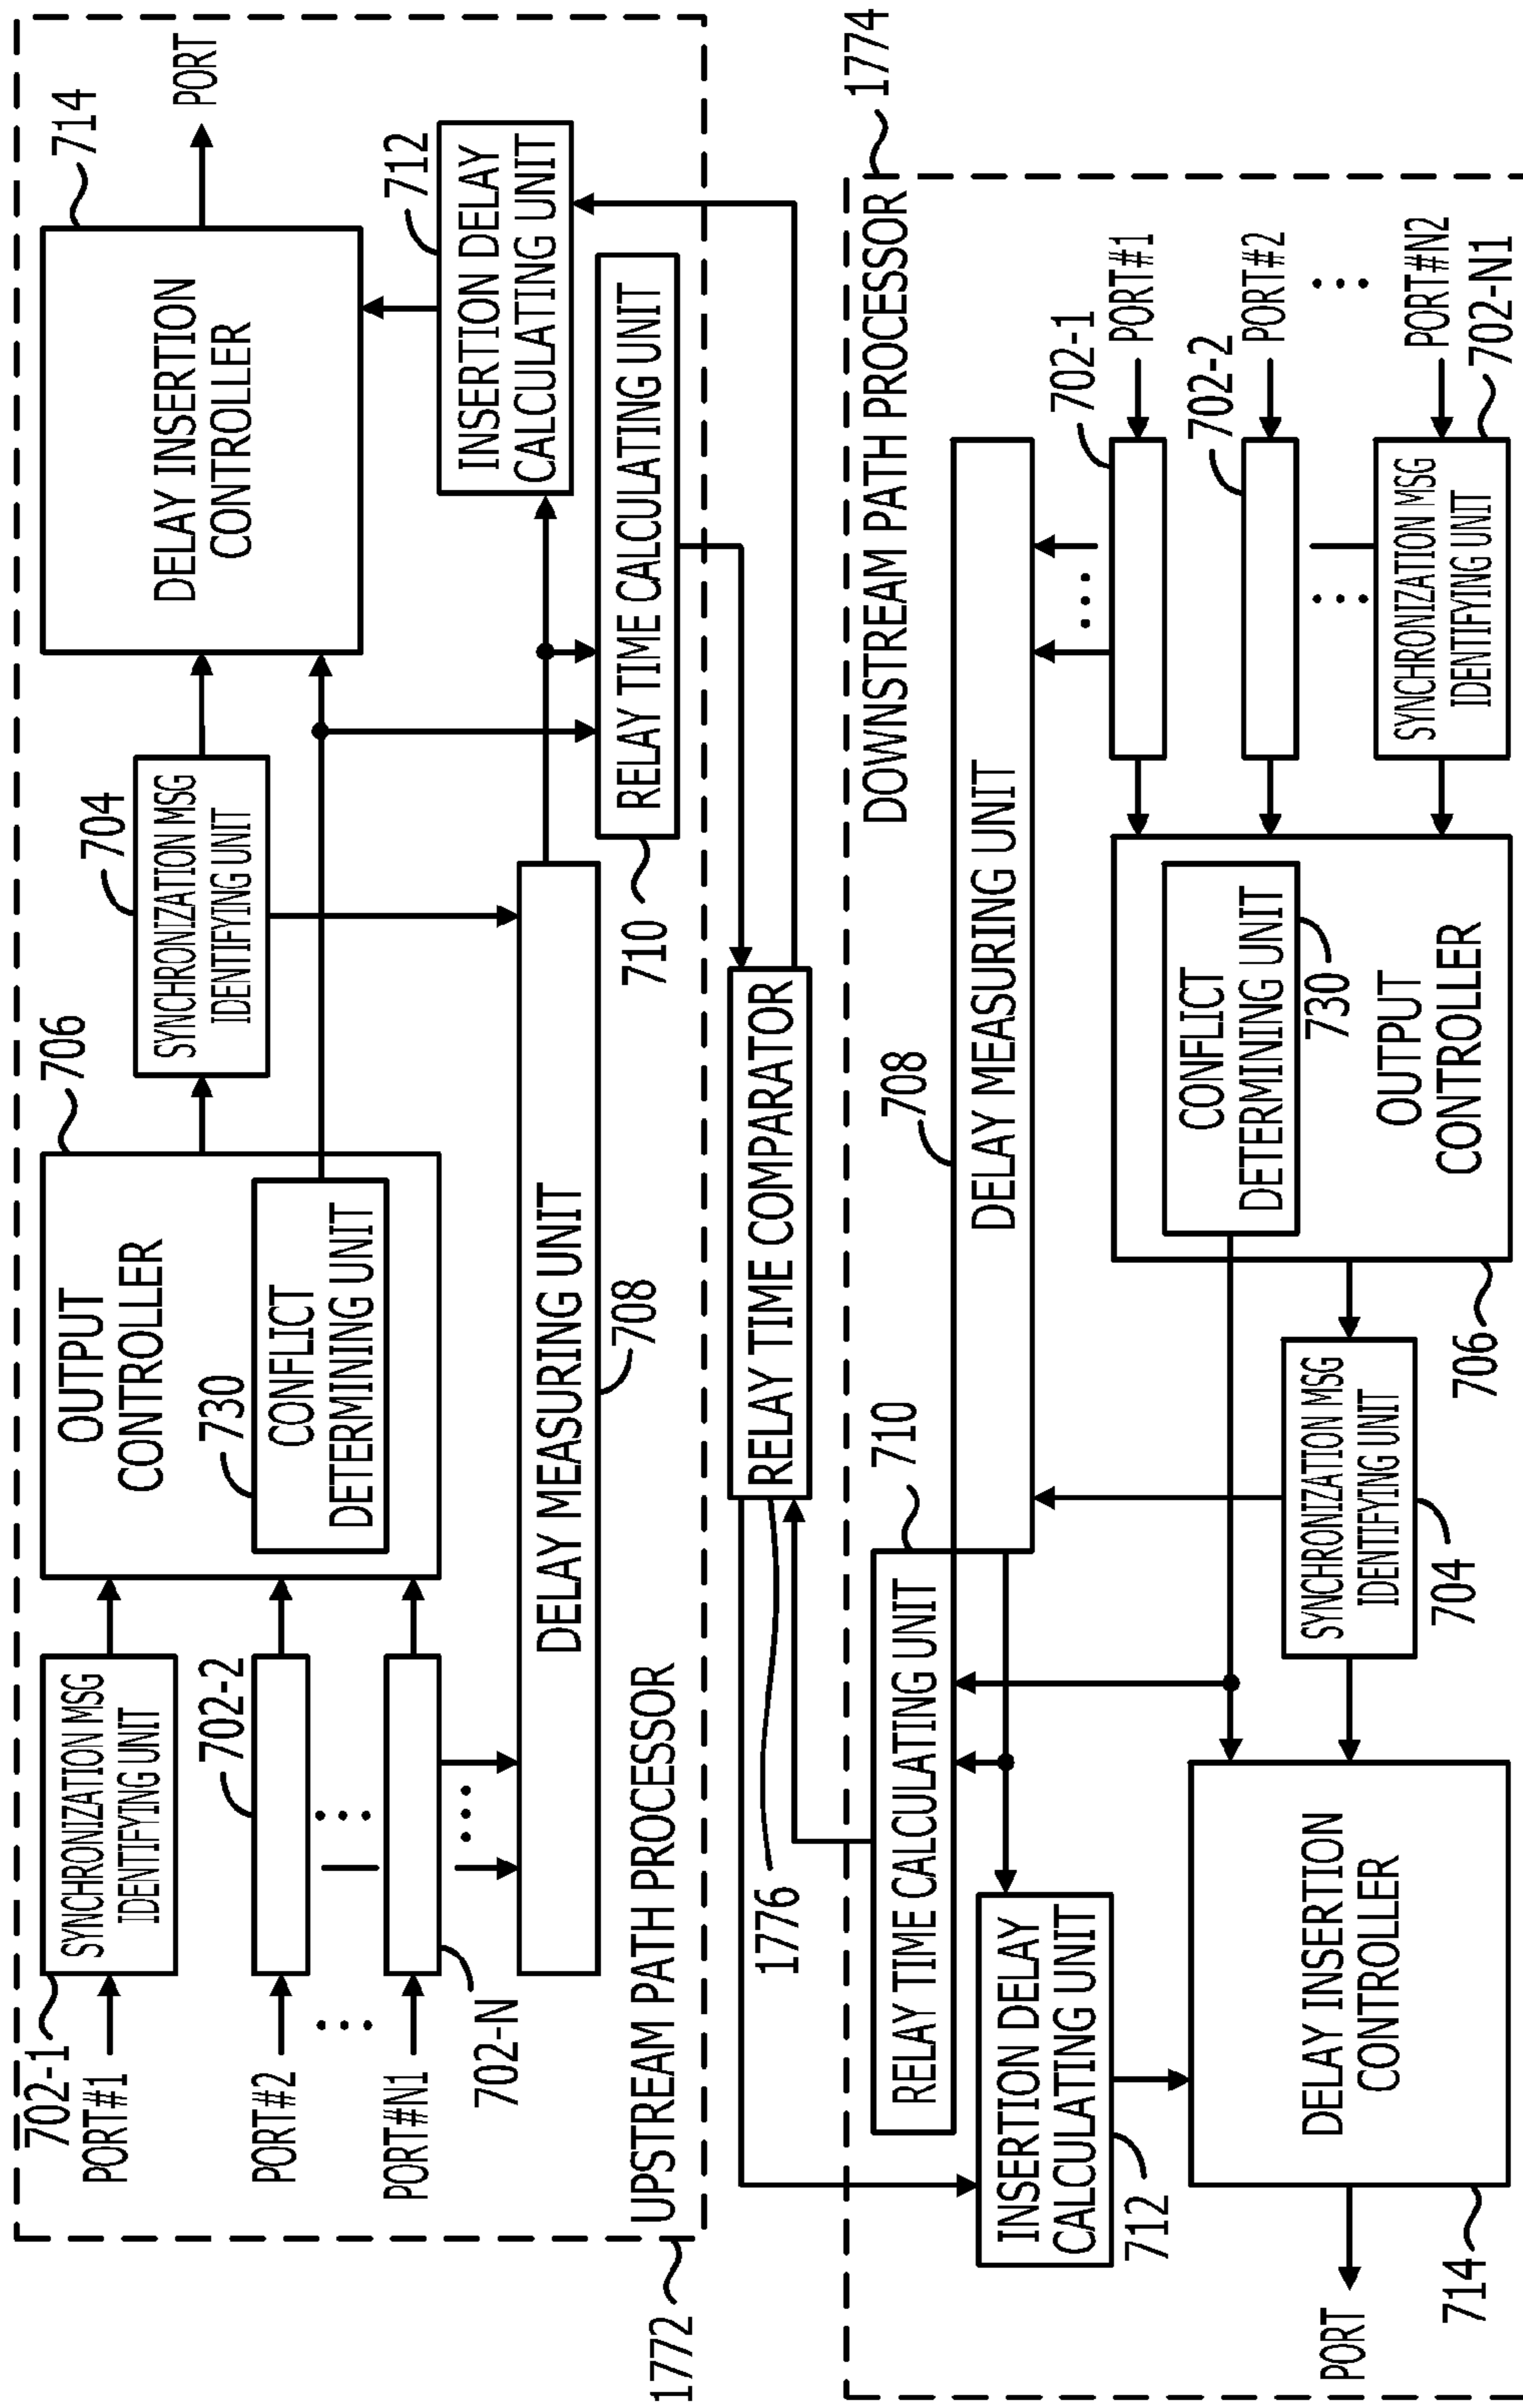 702-1
PORT#1
SYNCHRONIZATION MSG
IDENTIFYING UNIT
PORT#2
702-2
PORT#N1
702-N
OUTPUT
CONTROLLER
706
730
CONFLICT
DETERMINING UNIT
SYNCHRONIZATION MSG
IDENTIFYING UNIT
704
DELAY INSERTION
CONTROLLER
714
PORT
INSERTION DELAY
CALCULATING UNIT
712
DELAY MEASURING UNIT
708
RELAY TIME CALCULATING UNIT
710
UPSTREAM PATH PROCESSOR
1772
RELAY TIME COMPARATOR
1776
DOWNSTREAM PATH PROCESSOR
1774
RELAY TIME CALCULATING UNIT
710
DELAY MEASURING UNIT
708
INSERTION DELAY
CALCULATING UNIT
712
702-1
PORT#1
702-2
PORT#2
PORT#N2
702-N1
SYNCHRONIZATION MSG
IDENTIFYING UNIT
CONFLICT
DETERMINING UNIT
730
OUTPUT
CONTROLLER
706
SYNCHRONIZATION MSG
IDENTIFYING UNIT
704
DELAY INSERTION
CONTROLLER
714
PORT